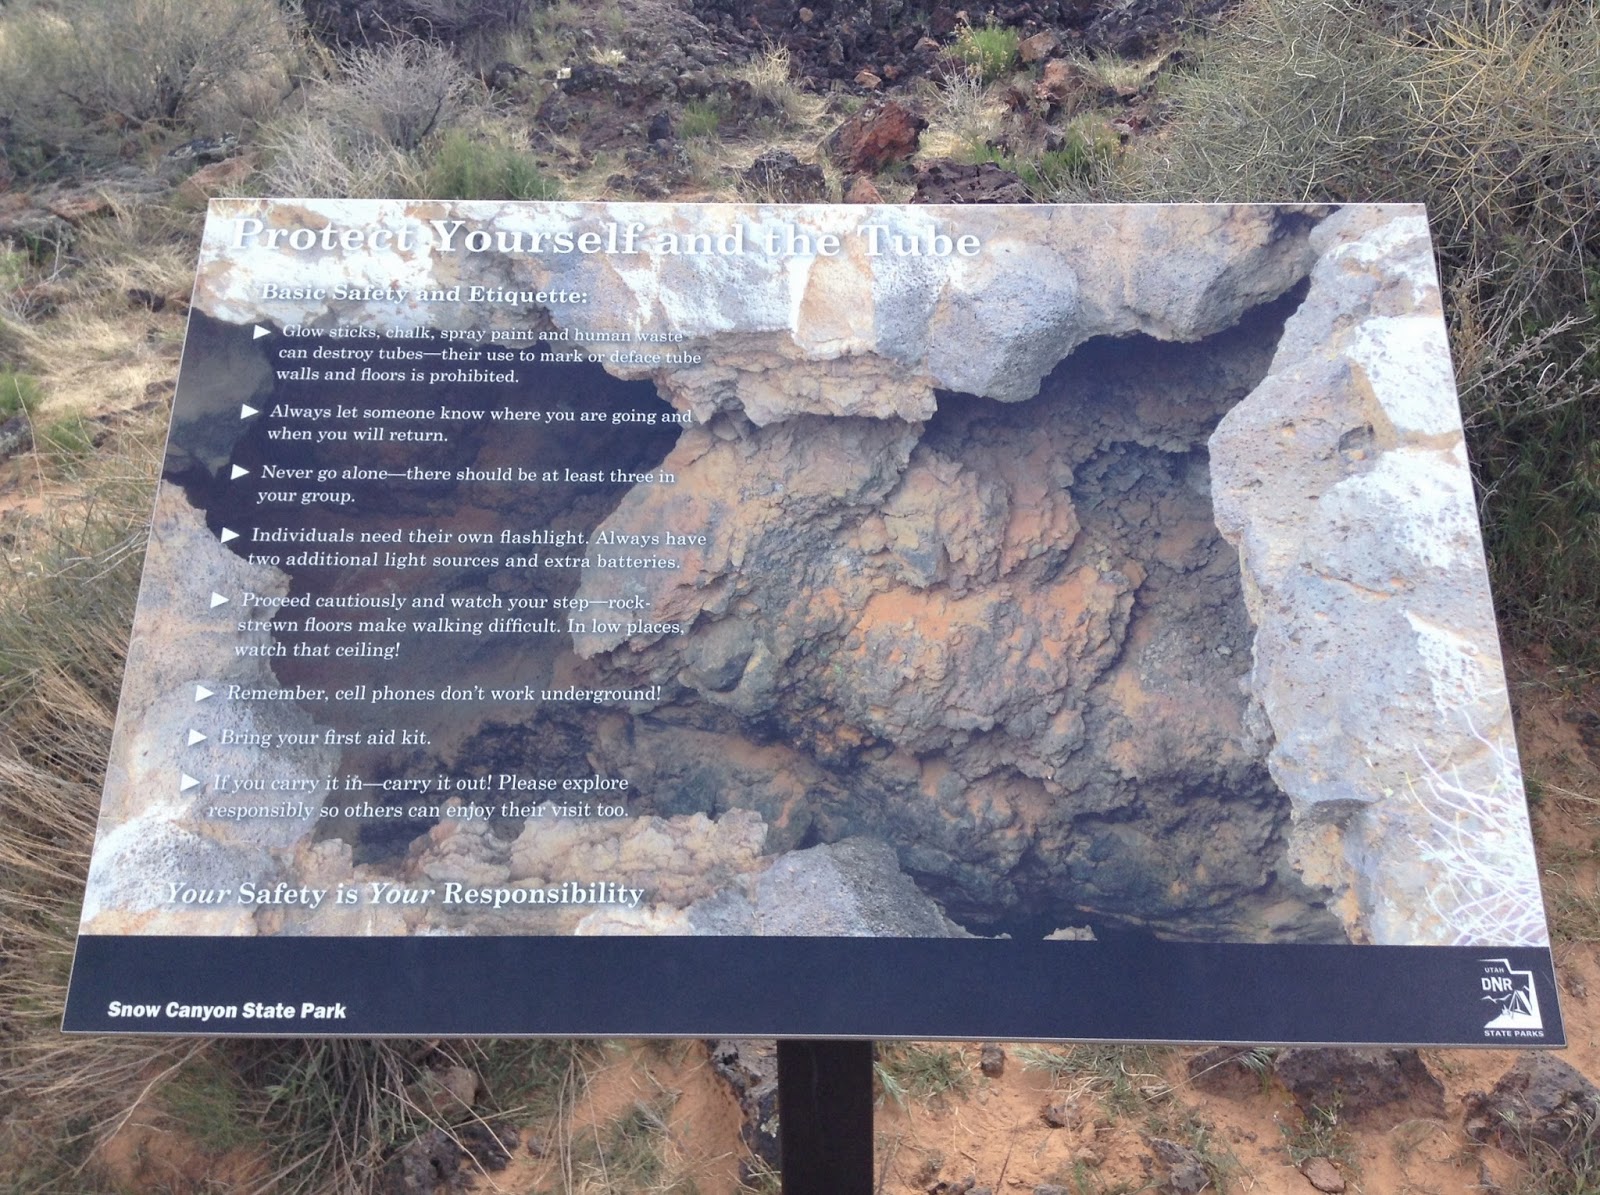 Protect Yourself and the Tube
Basic Safety and Etiquette:
Glow sticks, chalk, spray paint and human waste
can destroy tubes—their use to mark or deface tube
walls and floors is prohibited.
Always let someone know where you are going and
when you will return.
Never go alone—there should be at least three in
your group.
Individuals need their own flashlight. Always have
two additional light sources and extra batteries.
Proceed cautiously and watch your step—rock-
strewn floors make walking difficult. In low places,
watch that ceiling!
Remember, cell phones don't work underground!
Bring your first aid kit.
If you carry it in—carry it out! Please explore
responsibly so others can enjoy their visit too.
Your Safety is Your Responsibility
Snow Canyon State Park
UTAH
DNR
STATE PARKS